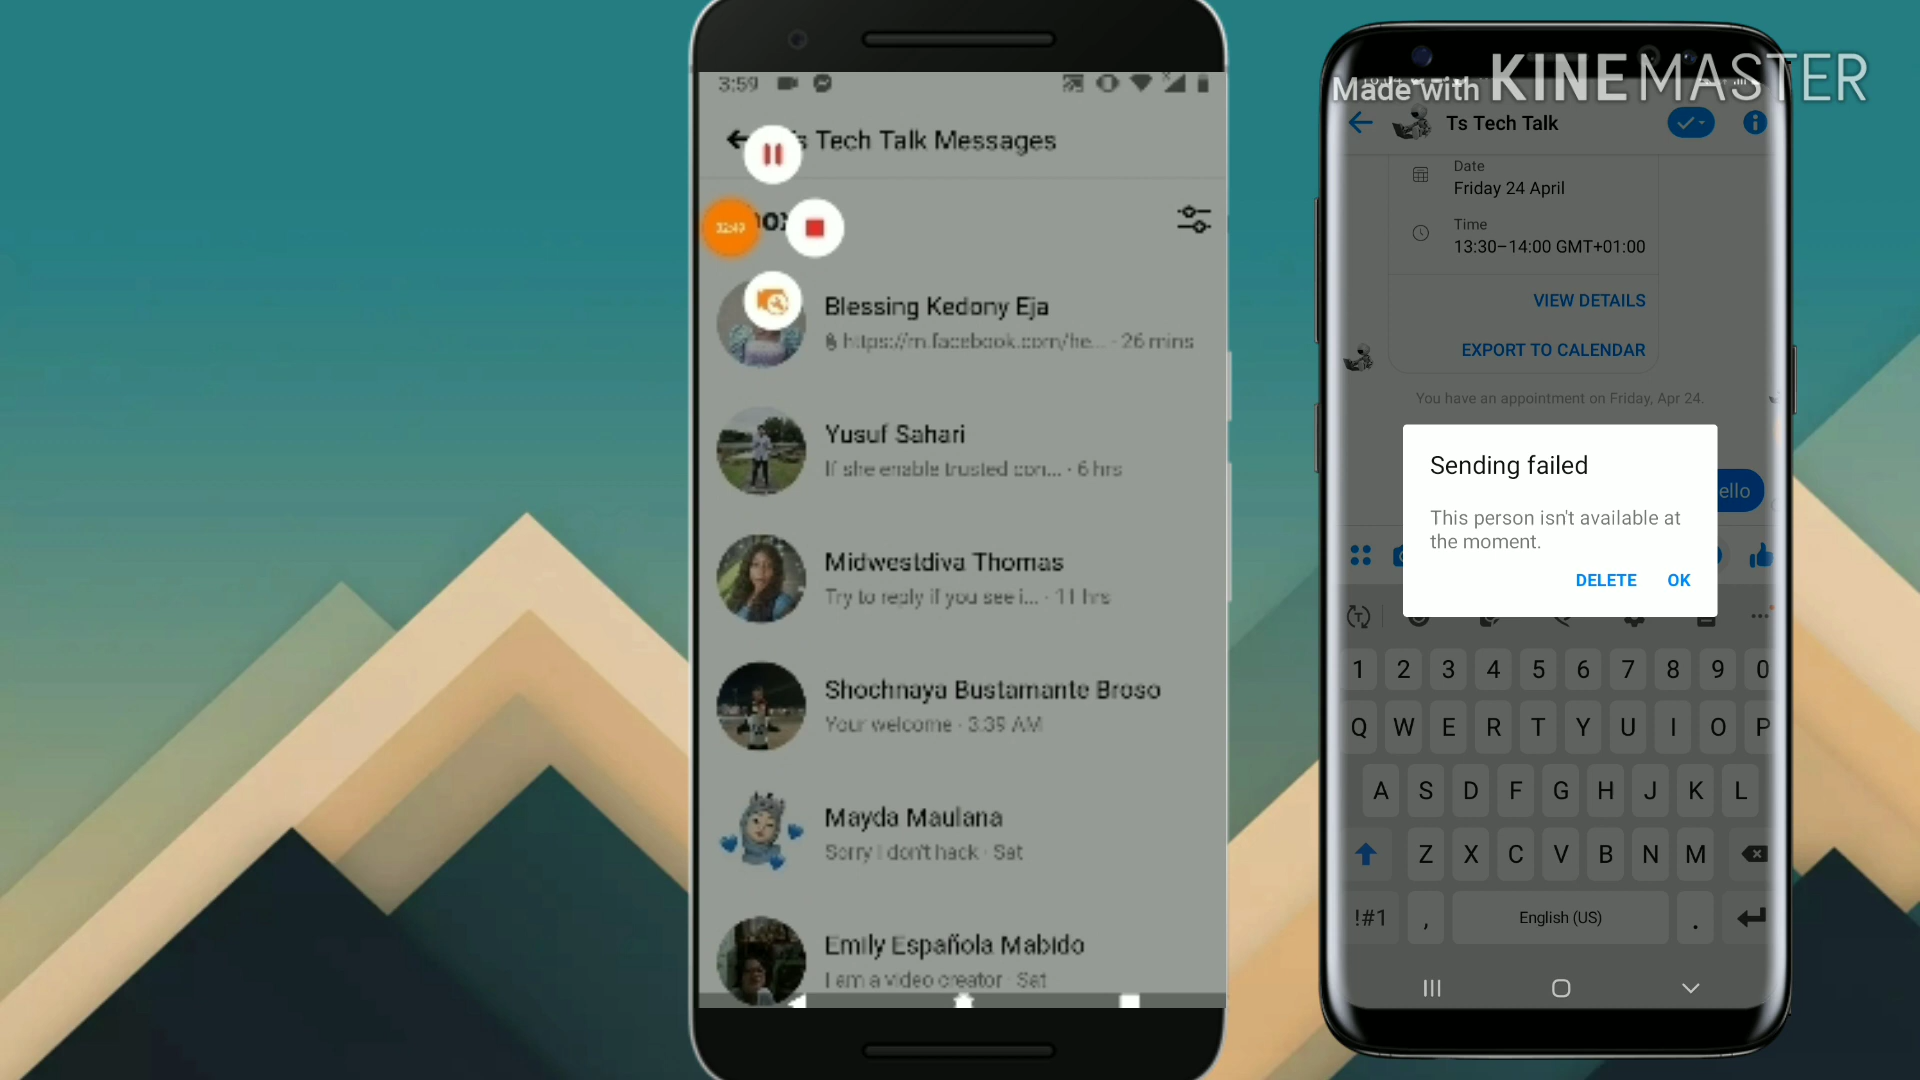 3:59
Tech Talk Messages
Blessing Kedony Eja
https://m.facebook.com/he... · 26 mins
Yusuf Sahari
If she enable trusted con... · 6 hrs
Midwestdiva Thomas
Try to reply if you see i... · 11 hrs
Shochnaya Bustamante Broso
Your welcome · 3:39 AM
Mayda Maulana
Sorry I don't hack · Sat
Emily Española Mabido
I am a video creator · Sat
Made with KINEMASTER
Ts Tech Talk
Date
Friday 24 April
Time
13:30–14:00 GMT+01:00
VIEW DETAILS
EXPORT TO CALENDAR
You have an appointment on Friday, Apr 24.
Sending failed
ello
This person isn't available at
the moment.
DELETE OK
1 2 3 4 5 6 7 8 9 0
Q W E R T Y U I O P
A S D F G H J K L
Z X C V B N M
!#1 , English (US) .